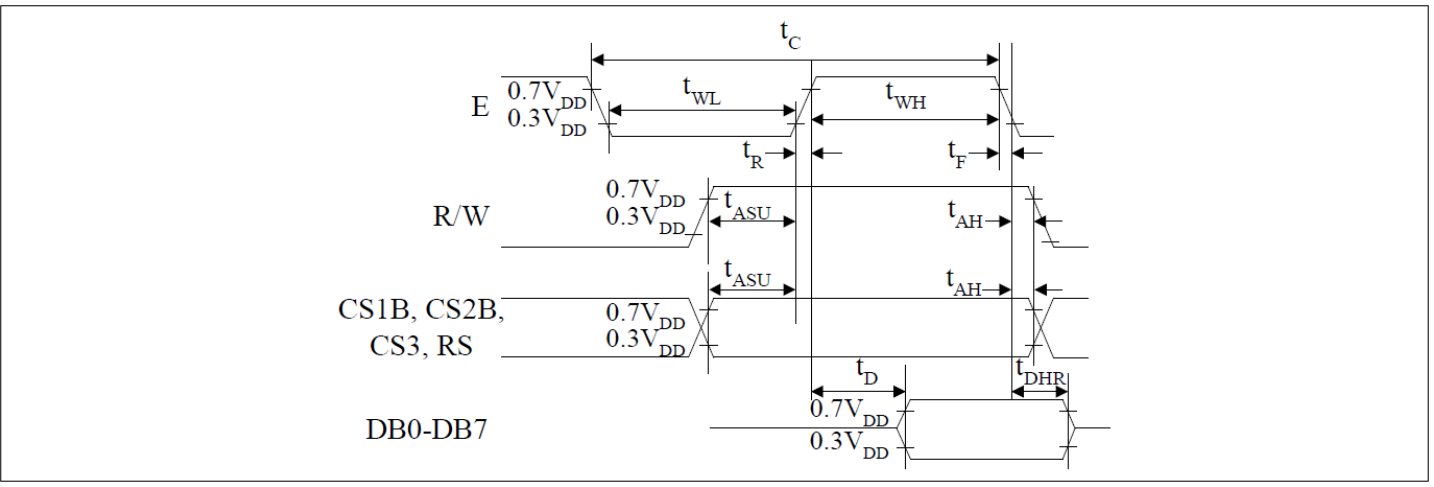 tC
0.7VDD
tWL
tWH
E
0.3VDD
tR
tF
0.7VDD
tASU
tAH
R/W
0.3VDD
tASU
tAH
CS1B, CS2B,
0.7VDD
CS3, RS
0.3VDD
tD
tDHR
0.7VDD
DB0-DB7
0.3VDD